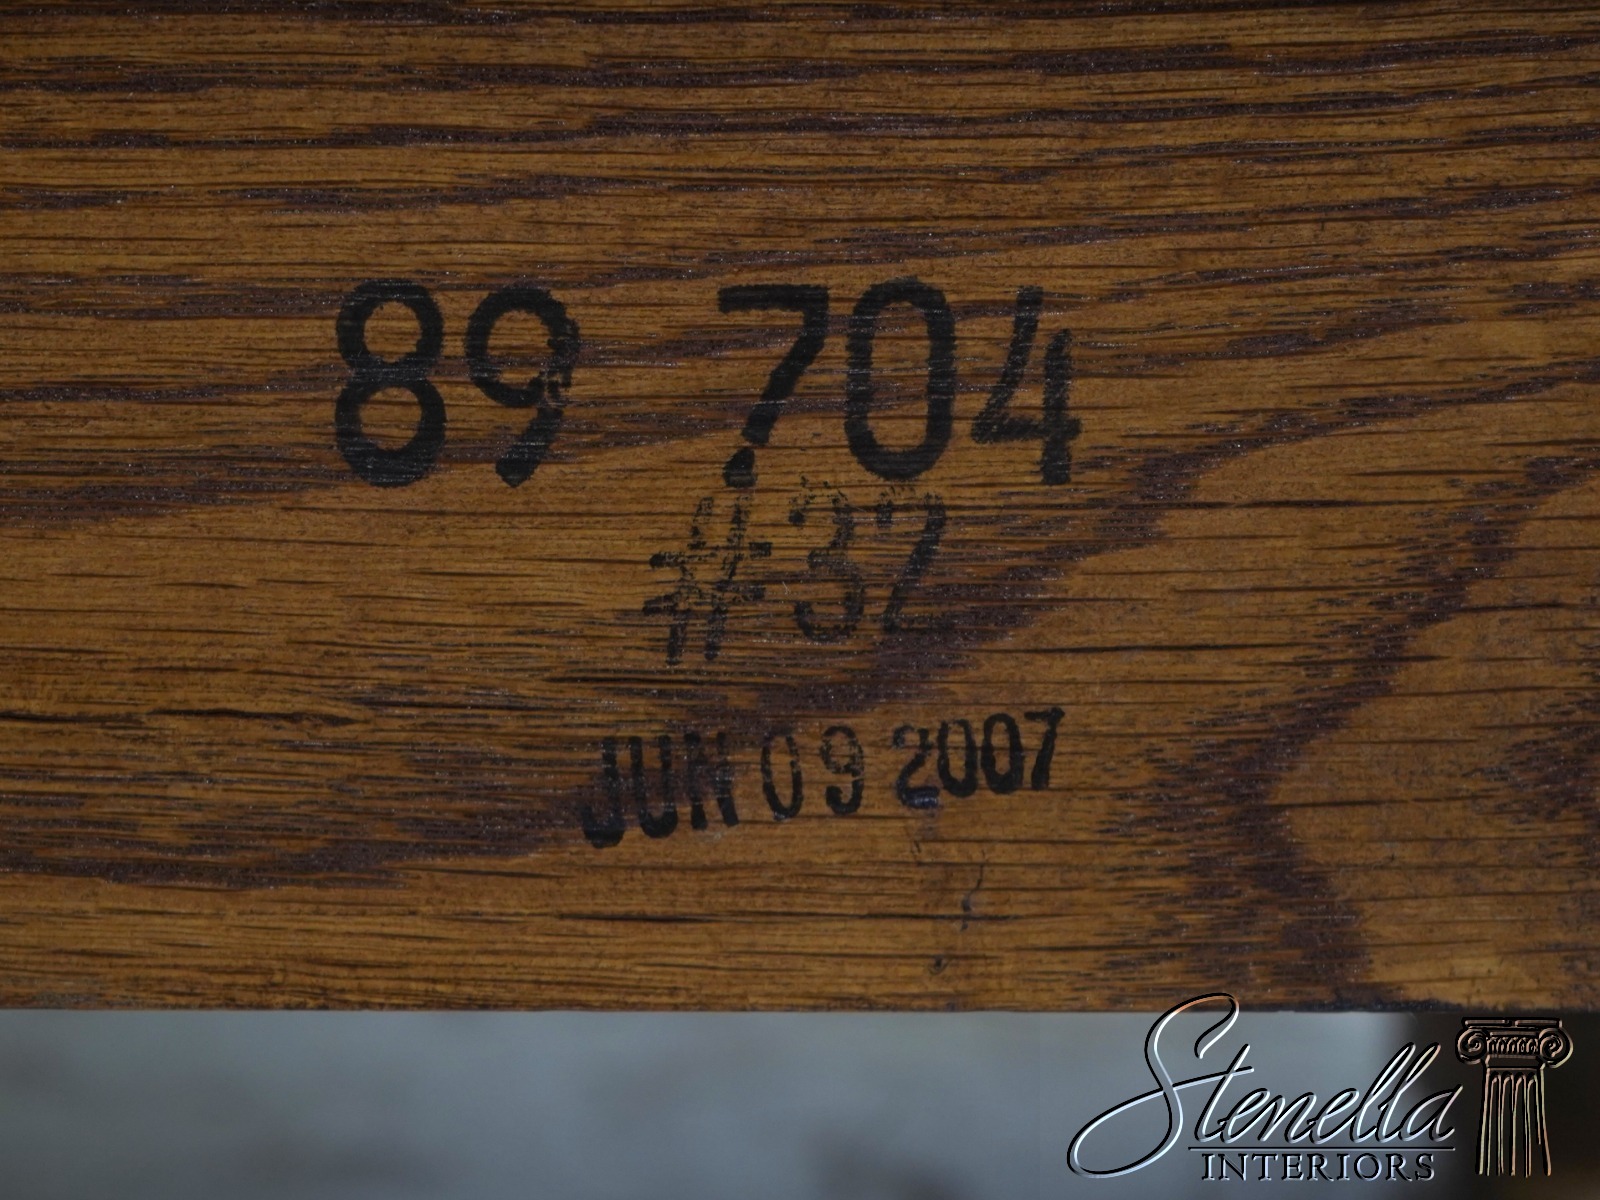 89 704
#32
JUN 09 2007
Stenella
INTERIORS